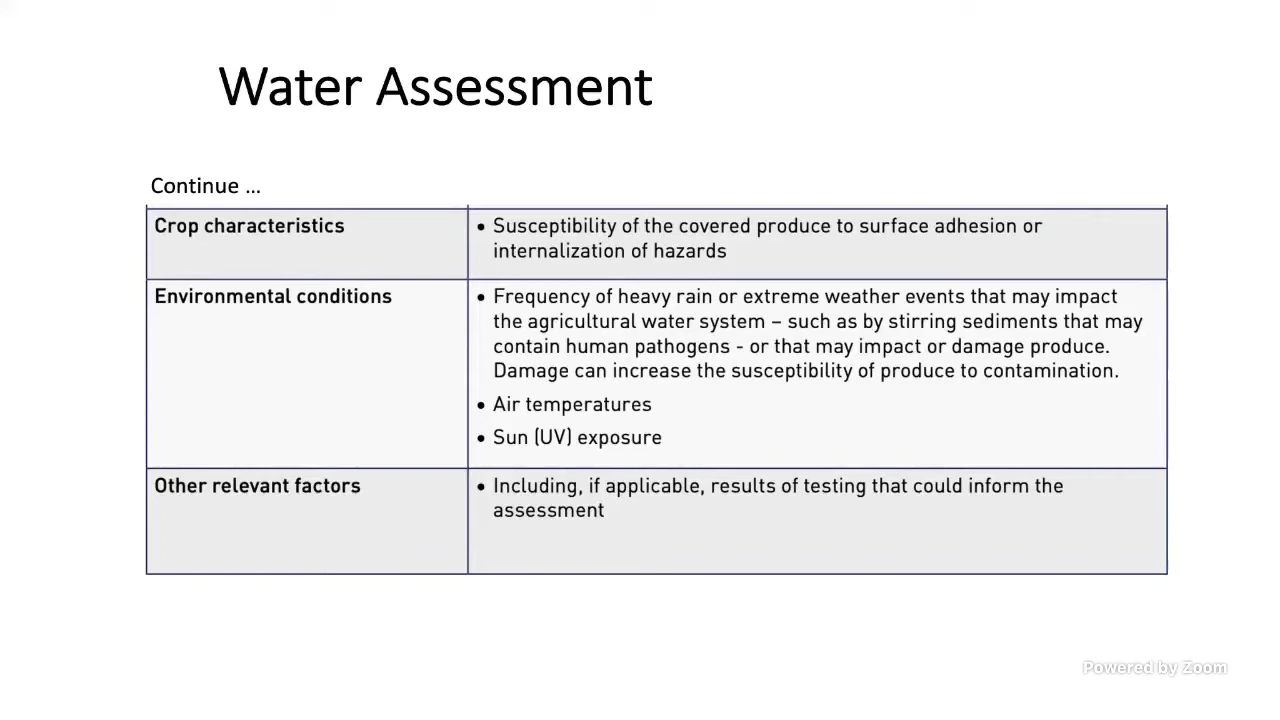 Water Assessment
Continue ...
Crop characteristics
• Susceptibility of the covered produce to surface adhesion or
internalization of hazards
Environmental conditions
• Frequency of heavy rain or extreme weather events that may impact
the agricultural water system – such as by stirring sediments that may
contain human pathogens - or that may impact or damage produce.
Damage can increase the susceptibility of produce to contamination.
• Air temperatures
• Sun (UV) exposure
Other relevant factors
• Including, if applicable, results of testing that could inform the
assessment
Powered by Zoom